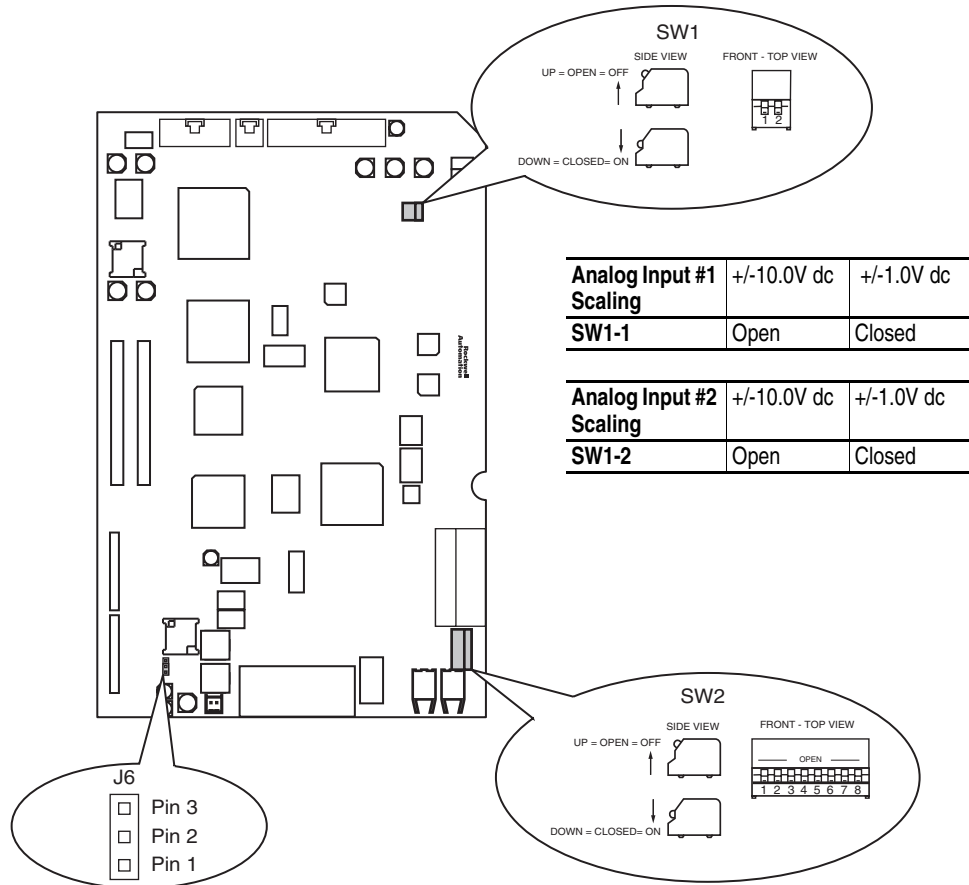 SW1
SIDE VIEW
FRONT - TOP VIEW
UP = OPEN = OFF
1 2
DOWN = CLOSED= ON
Analog Input #1 Scaling +/-10.0V dc +/-1.0V dc
SW1-1 Open Closed
Rockwell
Automation
Analog Input #2 Scaling +/-10.0V dc +/-1.0V dc
SW1-2 Open Closed
SW2
SIDE VIEW
FRONT - TOP VIEW
UP = OPEN = OFF
OPEN
1 2 3 4 5 6 7 8
DOWN = CLOSED= ON
J6
Pin 3
Pin 2
Pin 1